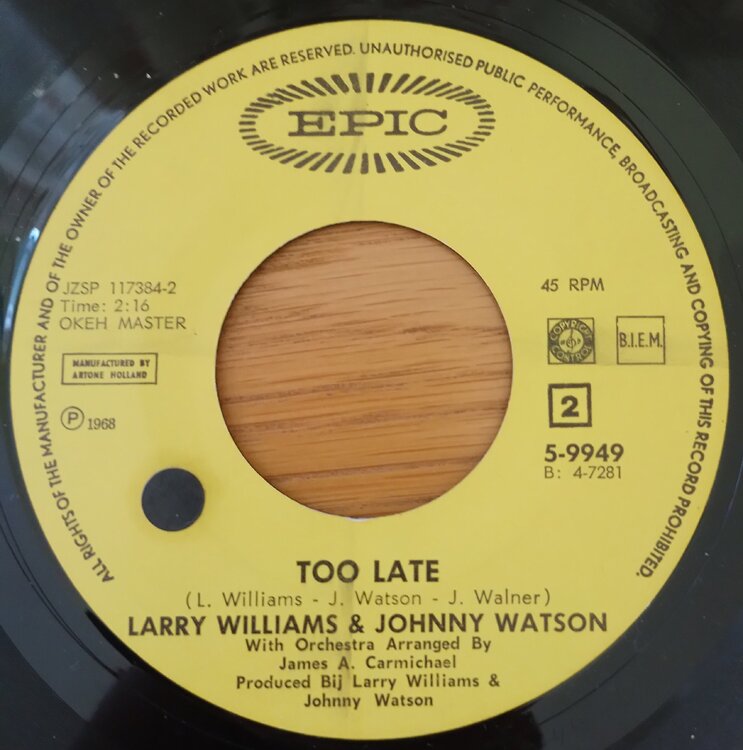 ALL RIGHTS OF THE MANUFACTURER AND OF THE OWNER OF THE RECORDED WORK ARE RESERVED. UNAUTHORISED PUBLIC PERFORMANCE, BROADCASTING AND COPYING OF THIS RECORD PROHIBITED.
EPIC
JZSP 117384-2
Time: 2:16
OKEH MASTER
MANUFACTURED BY
ARTONE HOLLAND
Ⓟ 1968
45 RPM
COPYRIGHT
CONTROL
B.I.E.M.
2
5-9949
B: 4-7281
TOO LATE
(L. Williams - J. Watson - J. Walner)
LARRY WILLIAMS & JOHNNY WATSON
With Orchestra Arranged By
James A. Carmichael
Produced Bij Larry Williams &
Johnny Watson